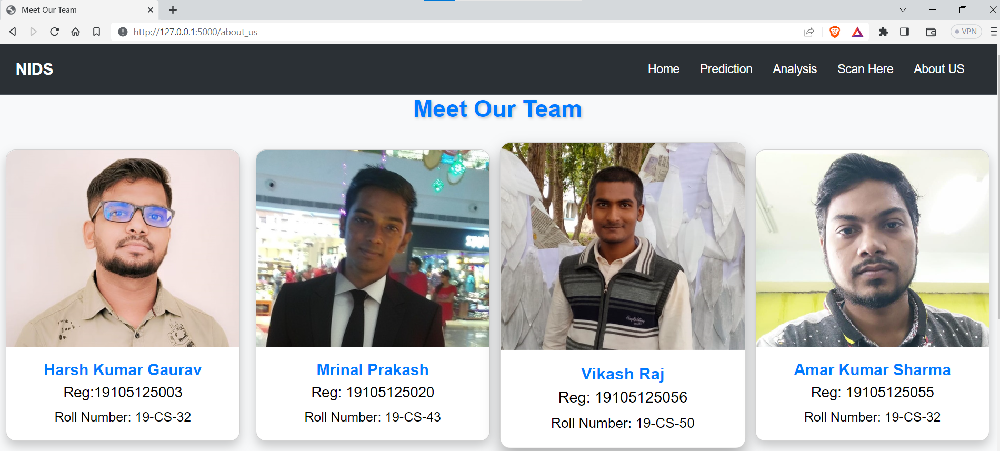 Meet Our Team
http://127.0.0.1:5000/about_us
VPN
NIDS
Home Prediction Analysis Scan Here About US
Meet Our Team
Harsh Kumar Gaurav
Reg:19105125003
Roll Number: 19-CS-32
Mrinal Prakash
Reg: 19105125020
Roll Number: 19-CS-43
Vikash Raj
Reg: 19105125056
Roll Number: 19-CS-50
Amar Kumar Sharma
Reg: 19105125055
Roll Number: 19-CS-32